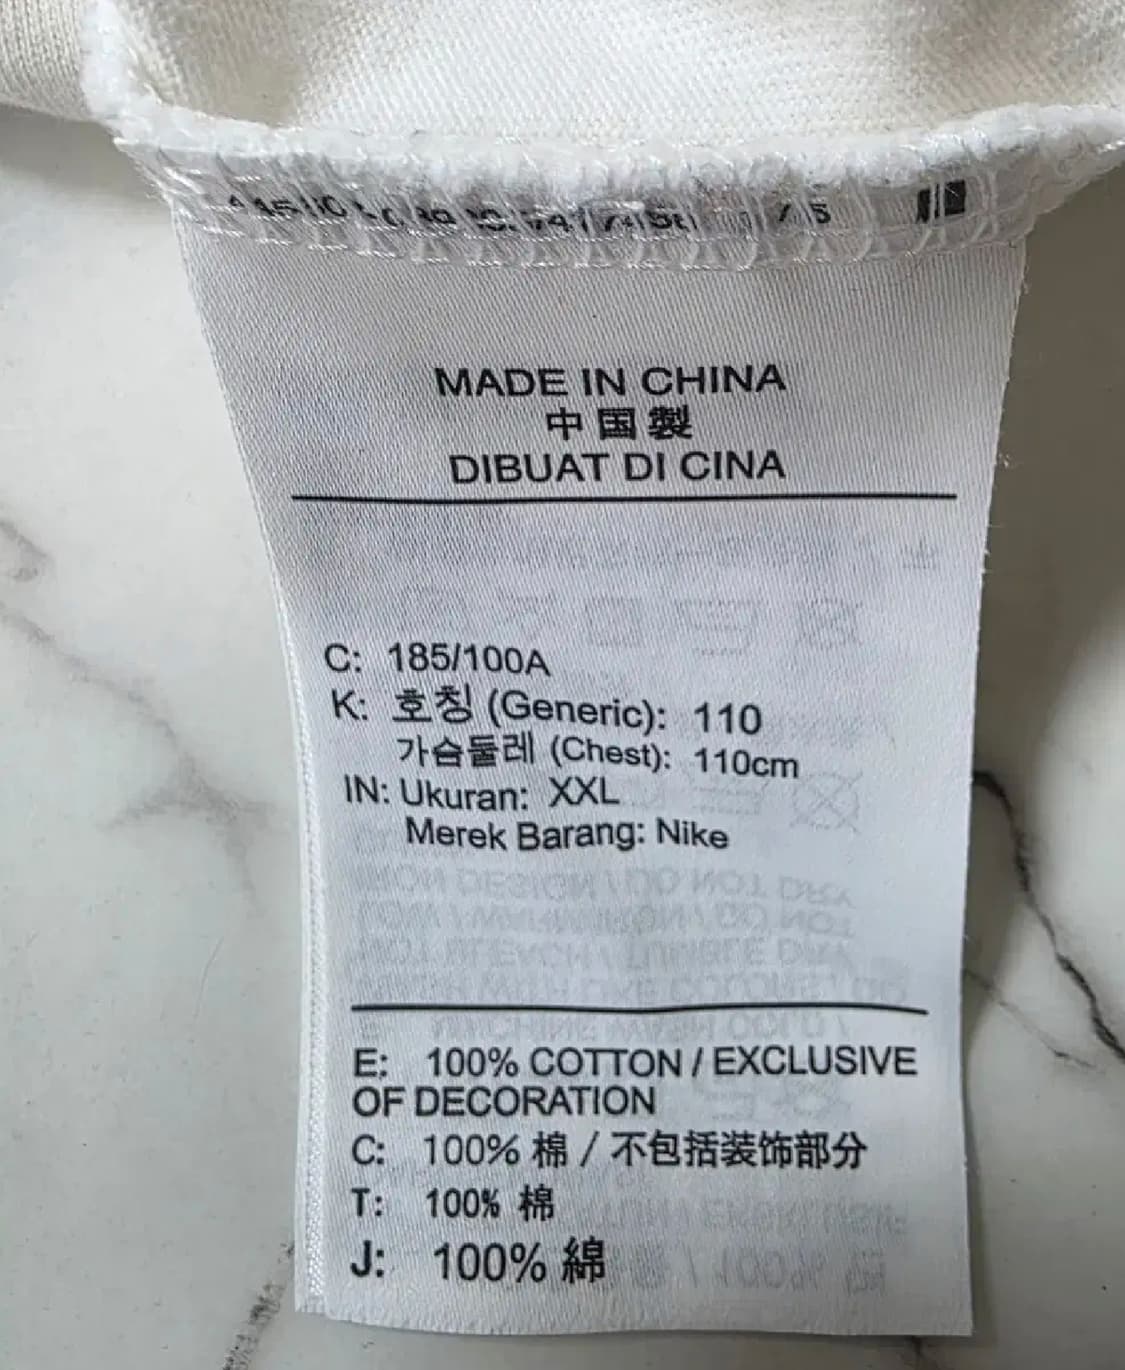 MADE IN CHINA
中国製
DIBUAT DI CINA
C: 185/100A
K: 호칭 (Generic): 110
가슴둘레 (Chest): 110cm
IN: Ukuran: XXL
Merek Barang: Nike
E: 100% COTTON / EXCLUSIVE
OF DECORATION
C: 100% 棉 / 不包括装饰部分
T: 100% 棉
J: 100% 綿